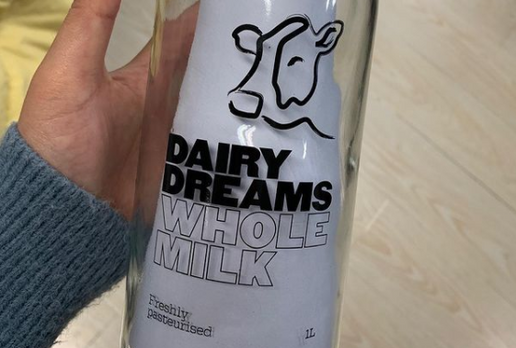 DAIRY
DREAMS
WHOLE
MILK
Freshly
pasteurised
1L